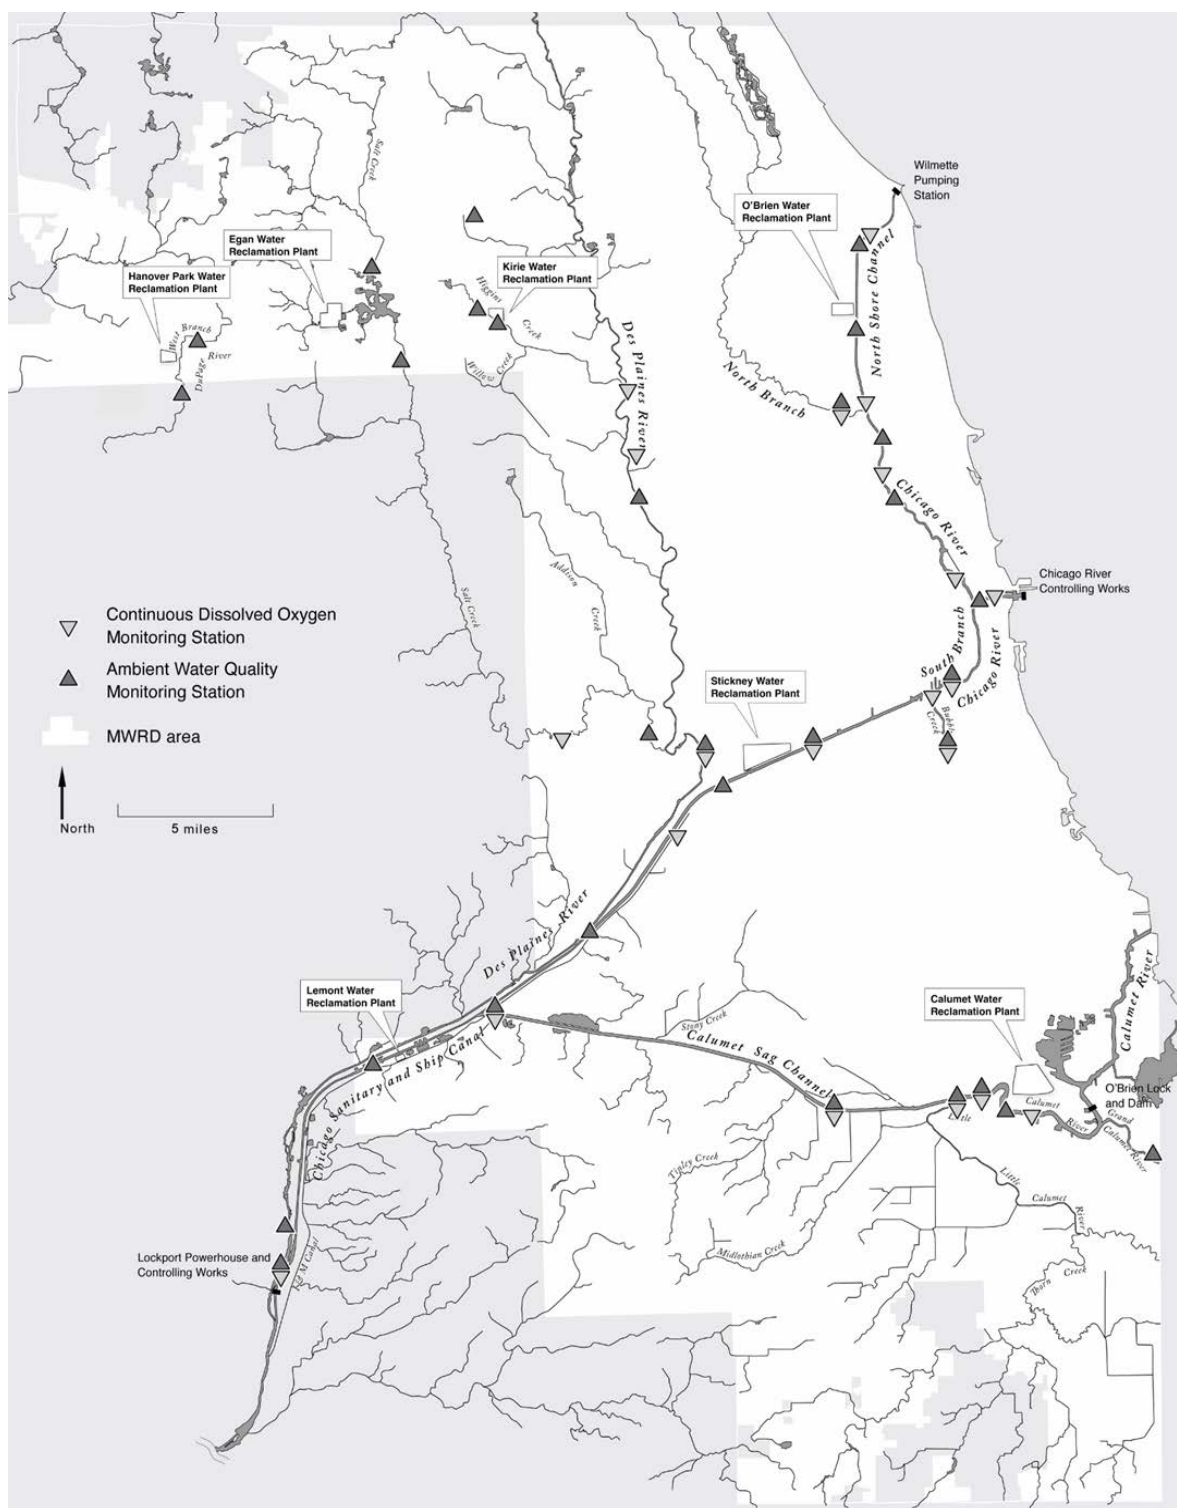 Wilmette
Pumping
Station
O'Brien Water
Reclamation Plant
Salt Creek
Egan Water
Reclamation Plant
Kirie Water
Reclamation Plant
Hanover Park Water
Reclamation Plant
Higgins
Creek
West Branch
DuPage River
Willow Creek
Des Plaines River
North Shore Channel
North Branch
Chicago River
Addison
Creek
Salt Creek
Chicago River
Controlling Works
Continuous Dissolved Oxygen
Monitoring Station
Ambient Water Quality
Monitoring Station
MWRD area
North
5 miles
South Branch
Chicago River
Stickney Water
Reclamation Plant
Creek
Des Plaines River
Lemont Water
Reclamation Plant
Calumet Water
Reclamation Plant
Calumet River
Stony Creek
Calumet Sag Channel
Chicago Sanitary and Ship Canal
O'Brien Lock
and Dam
Calumet
River
Grand
Calumet River
Tinley Creek
Little
Calumet
River
Midlothian Creek
Thorn Creek
I & M Canal
Lockport Powerhouse and
Controlling Works